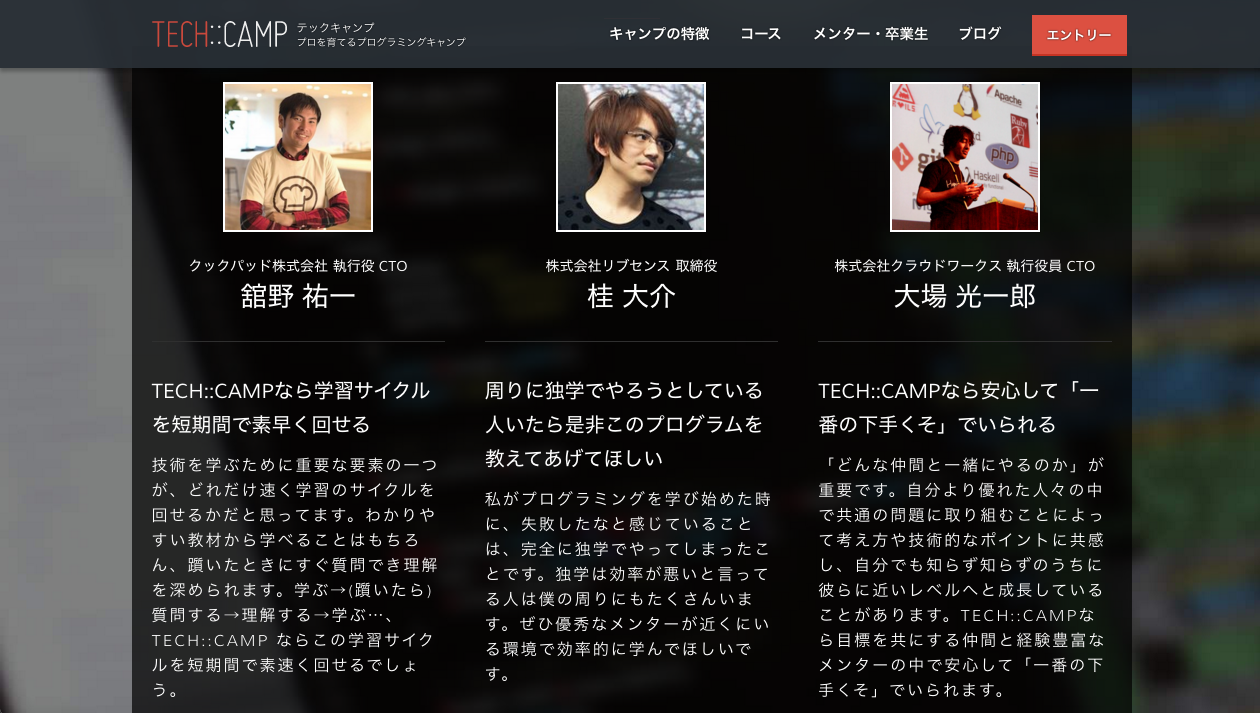 TECH::CAMP
テックキャンプ
プロを育てるプログラミングキャンプ
キャンプの特徴
コース
メンター・卒業生
ブログ
エントリー
Apache
Ruby
php
git
Haskell
クックパッド株式会社 執行役 CTO
舘野 祐一
TECH::CAMPなら学習サイクル
を短期間で素早く回せる
技術を学ぶために重要な要素の一つ
が、どれだけ速く学習のサイクルを
回せるかだと思ってます。わかりや
すい教材から学べることはもちろ
ん、躓いたときにすぐ質問でき理解
を深められます。学ぶ→(躓いたら)
質問する→理解する→学ぶ…、
TECH::CAMP ならこの学習サイク
ルを短期間で素速く回せるでしょ
う。
株式会社リブセンス 取締役
桂 大介
周りに独学でやろうとしている
人いたら是非このプログラムを
教えてあげてほしい
私がプログラミングを学び始めた時
に、失敗したなと感じていること
は、完全に独学でやってしまったこ
とです。独学は効率が悪いと言って
る人は僕の周りにもたくさんいま
す。ぜひ優秀なメンターが近くにい
る環境で効率的に学んでほしいで
す。
株式会社クラウドワークス 執行役員 CTO
大場 光一郎
TECH::CAMPなら安心して「一
番の下手くそ」でいられる
「どんな仲間と一緒にやるのか」が
重要です。自分より優れた人々の中
で共通の問題に取り組むことによっ
て考え方や技術的なポイントに共感
し、自分でも知らず知らずのうちに
彼らに近いレベルへと成長している
ことがあります。TECH::CAMPな
ら目標を共にする仲間と経験豊富な
メンターの中で安心して「一番の下
手くそ」でいられます。